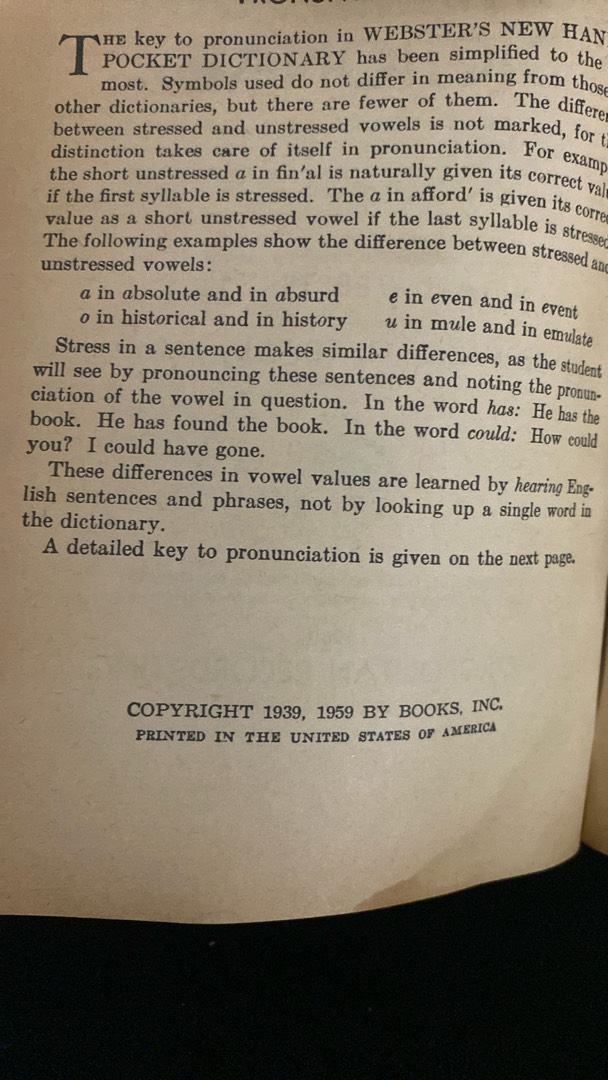 THE key to pronunciation in WEBSTER'S NEW HAN
POCKET DICTIONARY has been simplified to the
most. Symbols used do not differ in meaning from those
other dictionaries, but there are fewer of them. The differen
between stressed and unstressed vowels is not marked, for t
distinction takes care of itself in pronunciation. For examp
the short unstressed a in fin'al is naturally given its correct valu
if the first syllable is stressed. The a in afford' is given its corre
value as a short unstressed vowel if the last syllable is stressed
The following examples show the difference between stressed and
unstressed vowels:
a in absolute and in absurd e in even and in event
o in historical and in history u in mule and in emulate
Stress in a sentence makes similar differences, as the student
will see by pronouncing these sentences and noting the pronun-
ciation of the vowel in question. In the word has: He has the
book. He has found the book. In the word could: How could
you? I could have gone.
These differences in vowel values are learned by hearing Eng-
lish sentences and phrases, not by looking up a single word in
the dictionary.
A detailed key to pronunciation is given on the next page.
COPYRIGHT 1939, 1959 BY BOOKS, INC.
PRINTED IN THE UNITED STATES OF AMERICA